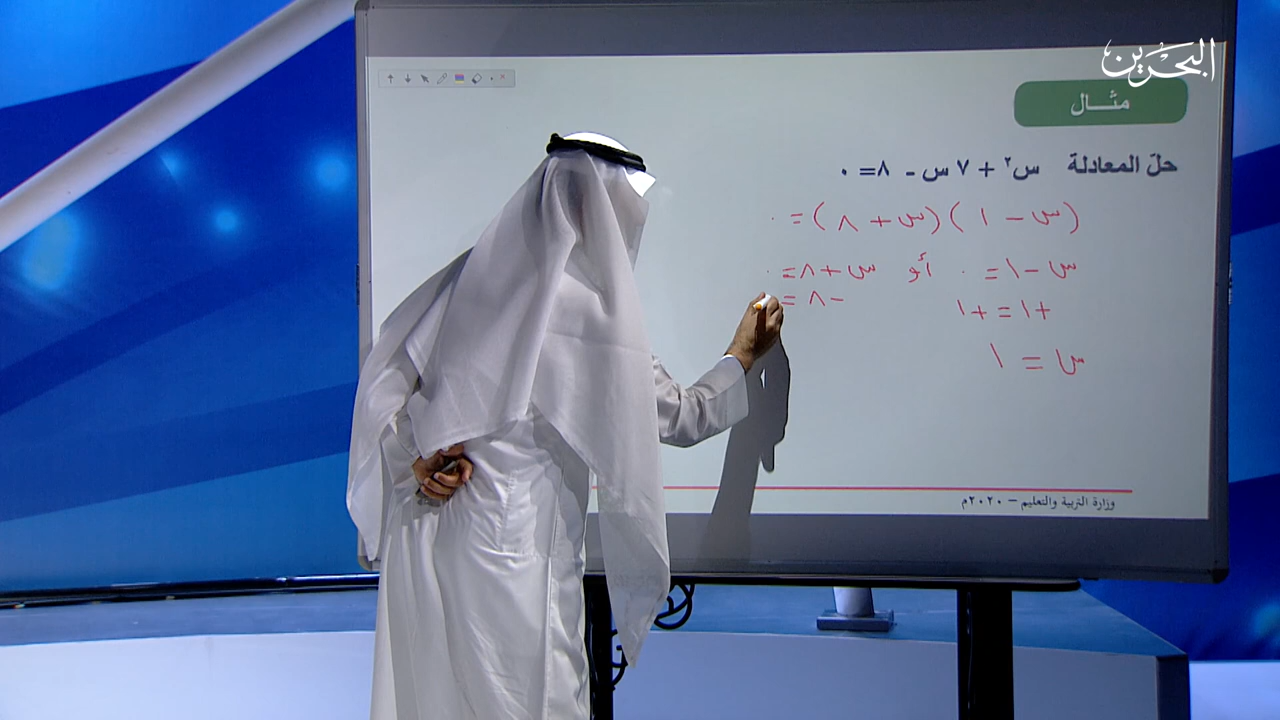 البحرين
مثال
حلّ المعادلة س٢ + ٧ س - ٨ = ٠
(س - ١)(س + ٨) = ٠
س - ١ = ٠ أو س + ٨ = ٠
+١ = +١ -٨ =
س = ١
وزارة التربية والتعليم – ٢٠٢٠م